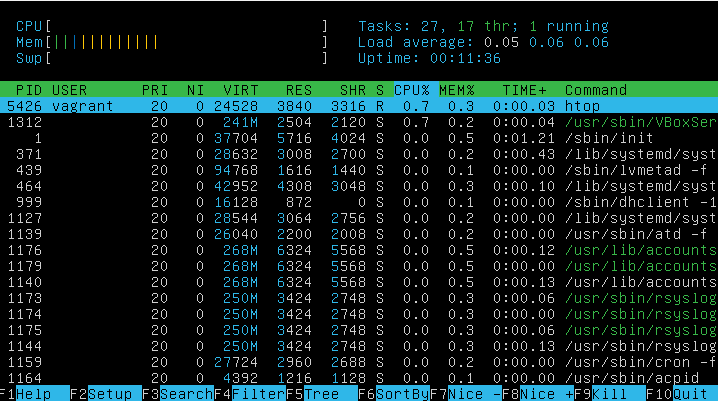 CPU[ ] Tasks: 27, 17 thr; 1 running
Mem[||||||||||||| ] Load average: 0.05 0.06 0.06
Swp[ ] Uptime: 00:11:36
PID USER PRI NI VIRT RES SHR S CPU% MEM% TIME+ Command
5426 vagrant 20 0 24528 3840 3316 R 0.7 0.3 0:00.03 htop
1312 20 0 241M 2504 2120 S 0.7 0.2 0:00.04 /usr/sbin/VBoxSer
1 20 0 37704 5716 4024 S 0.0 0.5 0:01.21 /sbin/init
371 20 0 28632 3008 2700 S 0.0 0.2 0:00.43 /lib/systemd/syst
439 20 0 94768 1616 1440 S 0.0 0.1 0:00.00 /sbin/lvmetad -f
464 20 0 42952 4308 3048 S 0.0 0.3 0:00.10 /lib/systemd/syst
999 20 0 16128 872 0 S 0.0 0.1 0:00.00 /sbin/dhclient -1
1127 20 0 28544 3064 2756 S 0.0 0.2 0:00.00 /lib/systemd/syst
1139 20 0 26040 2200 2008 S 0.0 0.2 0:00.00 /usr/sbin/atd -f
1176 20 0 268M 6324 5568 S 0.0 0.5 0:00.12 /usr/lib/accounts
1179 20 0 268M 6324 5568 S 0.0 0.5 0:00.00 /usr/lib/accounts
1140 20 0 268M 6324 5568 S 0.0 0.5 0:00.13 /usr/lib/accounts
1173 20 0 250M 3424 2748 S 0.0 0.3 0:00.06 /usr/sbin/rsyslog
1174 20 0 250M 3424 2748 S 0.0 0.3 0:00.00 /usr/sbin/rsyslog
1175 20 0 250M 3424 2748 S 0.0 0.3 0:00.06 /usr/sbin/rsyslog
1144 20 0 250M 3424 2748 S 0.0 0.3 0:00.13 /usr/sbin/rsyslog
1159 20 0 27724 2960 2688 S 0.0 0.2 0:00.00 /usr/sbin/cron -f
1164 20 0 4392 1216 1128 S 0.0 0.1 0:00.00 /usr/sbin/acpid
F1Help F2Setup F3SearchF4FilterF5Tree F6SortByF7Nice -F8Nice +F9Kill F10Quit